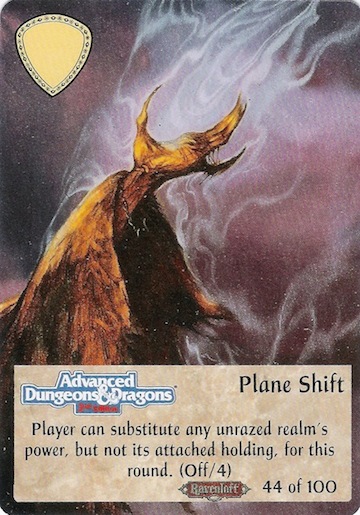 Advanced
Dungeons & Dragons
2nd Edition
Plane Shift
Player can substitute any unrazed realm's
power, but not its attached holding, for this
round. (Off/4)
Ravenloft 44 of 100